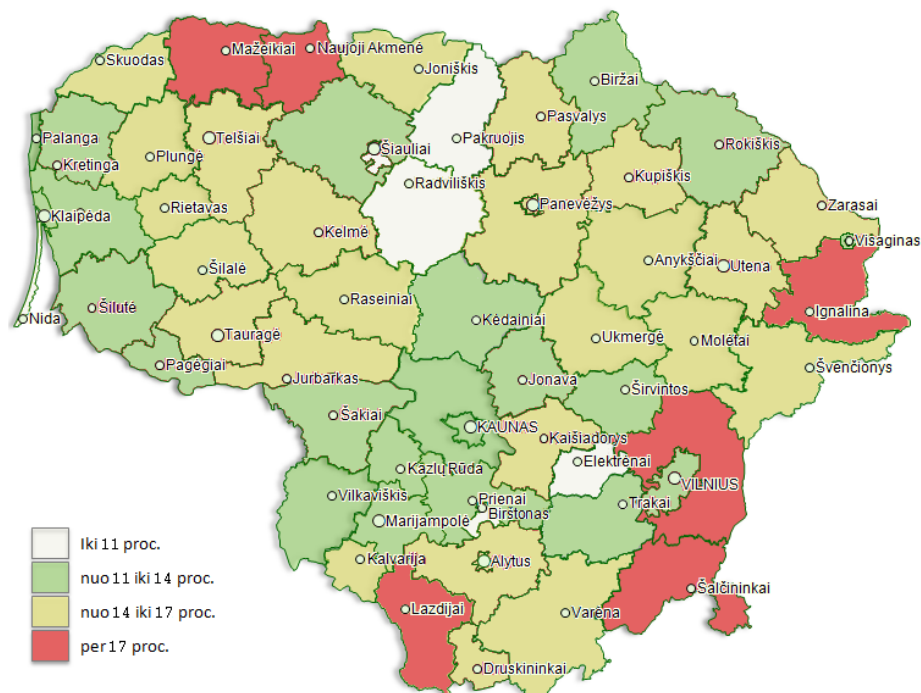 Skuodas
Mažeikiai
Naujoji Akmenė
Joniškis
Biržai
Palanga
Kretinga
Plungė
Telšiai
Šiauliai
Pakruojis
Pasvalys
Rokiškis
Radviliškis
Kupiškis
Klaipėda
Rietavas
Kelmė
Panevėžys
Zarasai
Visaginas
Šilalė
Anykščiai
Utena
Nida
Šilutė
Raseiniai
Kėdainiai
Ignalina
Tauragė
Ukmergė
Molėtai
Pagėgiai
Jurbarkas
Jonava
Širvintos
Švenčionys
Šakiai
KAUNAS
Kaišiadorys
Elektrėnai
Kazlų Rūda
VILNIUS
Vilkaviškis
Prienai
Birštonas
Trakai
Marijampolė
Kalvarija
Alytus
Šalčininkai
Lazdijai
Varėna
Druskininkai
Iki 11 proc.
nuo 11 iki 14 proc.
nuo 14 iki 17 proc.
per 17 proc.